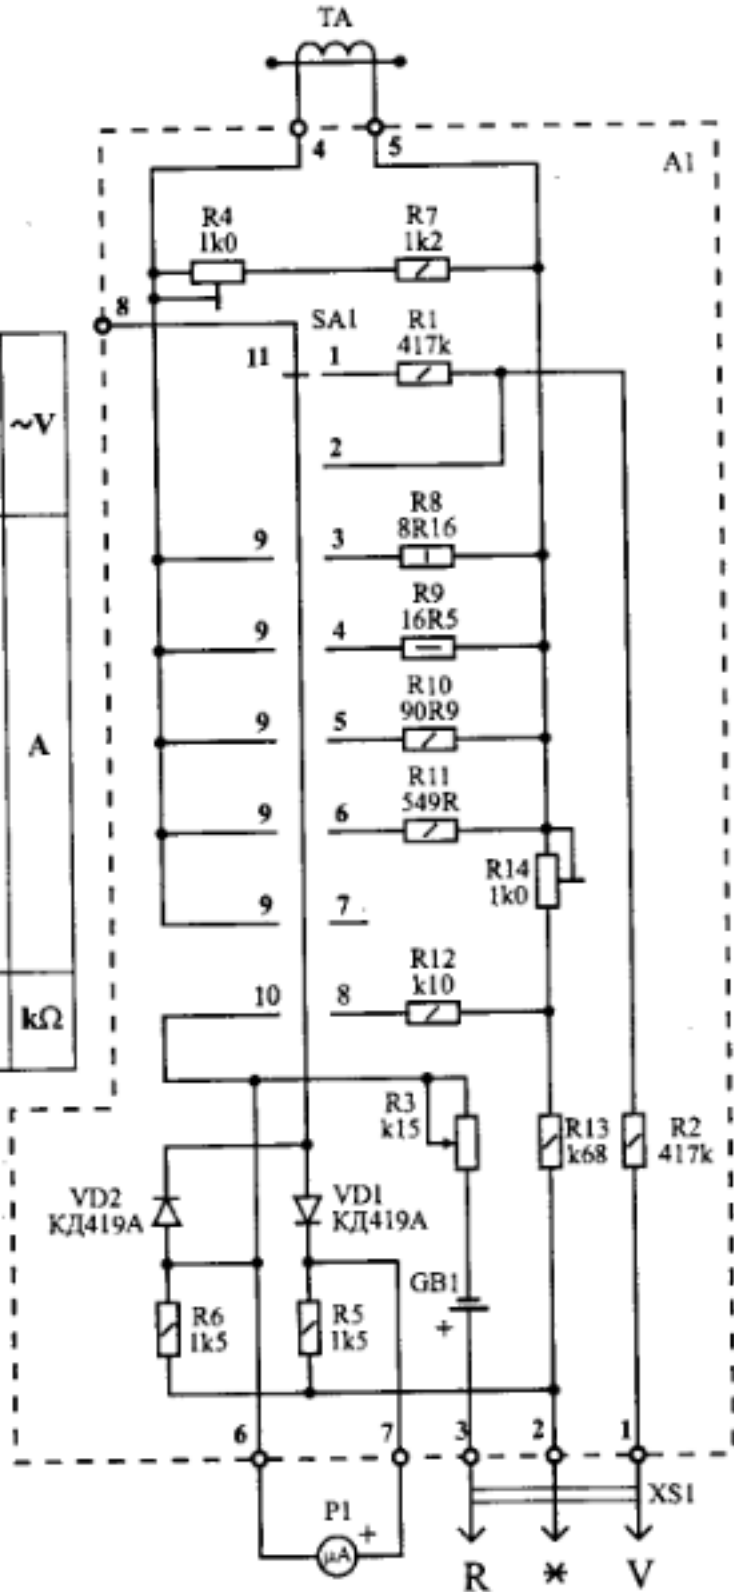 TA
4 5
A1
R4
1k0
R7
1k2
8
SA1
R1
417k
11 1
~V
2
R8
8R16
9 3
R9
16R5
9 4
R10
90R9
A
9 5
R11
549R
9 6
R14
1k0
9 7
R12
k10
10 8
kΩ
R3
k15
R13
k68
R2
417k
VD2
КД419А
VD1
КД419А
GB1
+
R6
1k5
R5
1k5
6 7 3 2 1
XS1
P1
+
μA
R * V